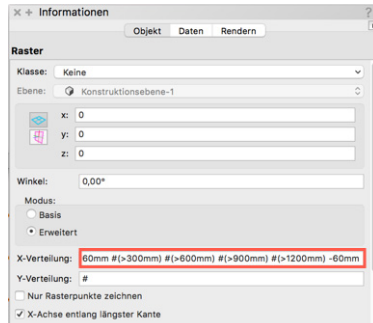 Informationen
?
Objekt Daten Rendern
Raster
Klasse: Keine
Ebene: Konstruktionsebene-1
x: 0
y: 0
z: 0
Winkel: 0,00°
Modus:
Basis
Erweitert
X-Verteilung: 60mm #(>300mm) #(>600mm) #(>900mm) #(>1200mm) -60mm
Y-Verteilung: #
Nur Rasterpunkte zeichnen
X-Achse entlang längster Kante